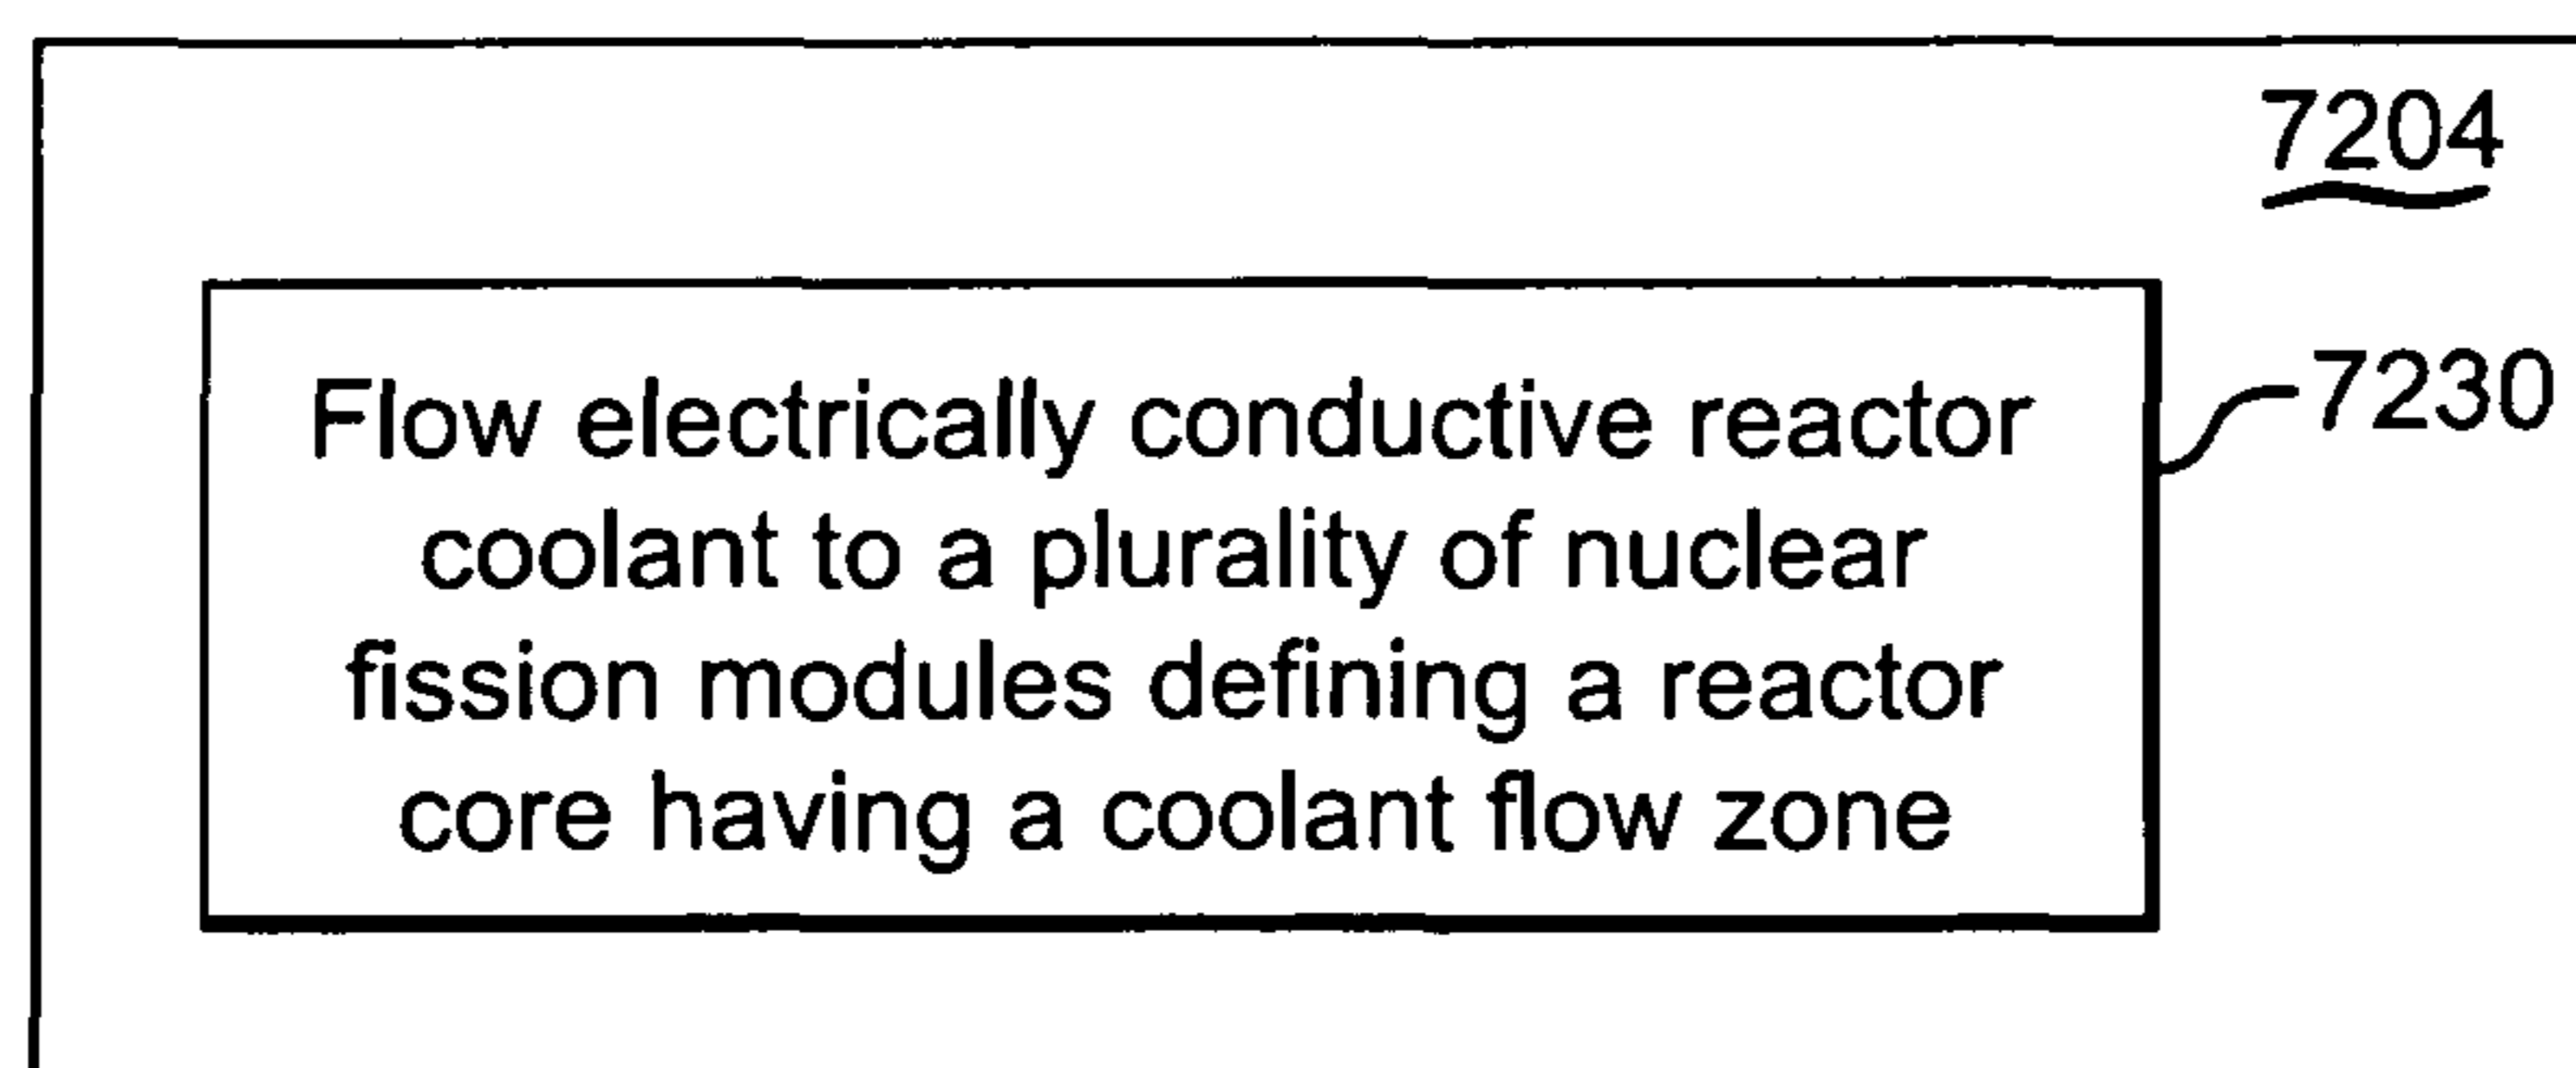 7204
Flow electrically conductive reactor
coolant to a plurality of nuclear
fission modules defining a reactor
core having a coolant flow zone
7230